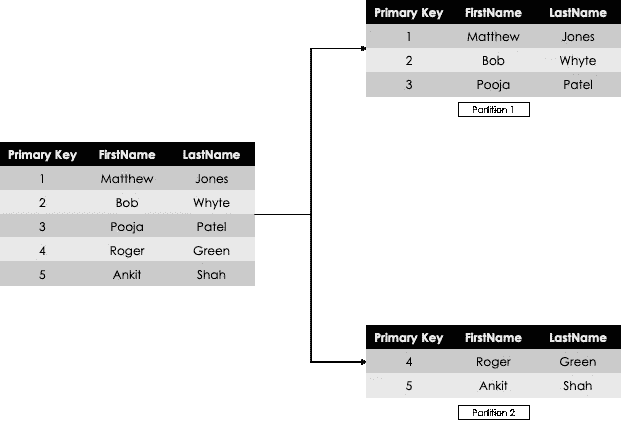 Primary Key FirstName LastName
1 Matthew Jones
2 Bob Whyte
3 Pooja Patel
4 Roger Green
5 Ankit Shah
Primary Key FirstName LastName
1 Matthew Jones
2 Bob Whyte
3 Pooja Patel
Partition 1
Primary Key FirstName LastName
4 Roger Green
5 Ankit Shah
Partition 2